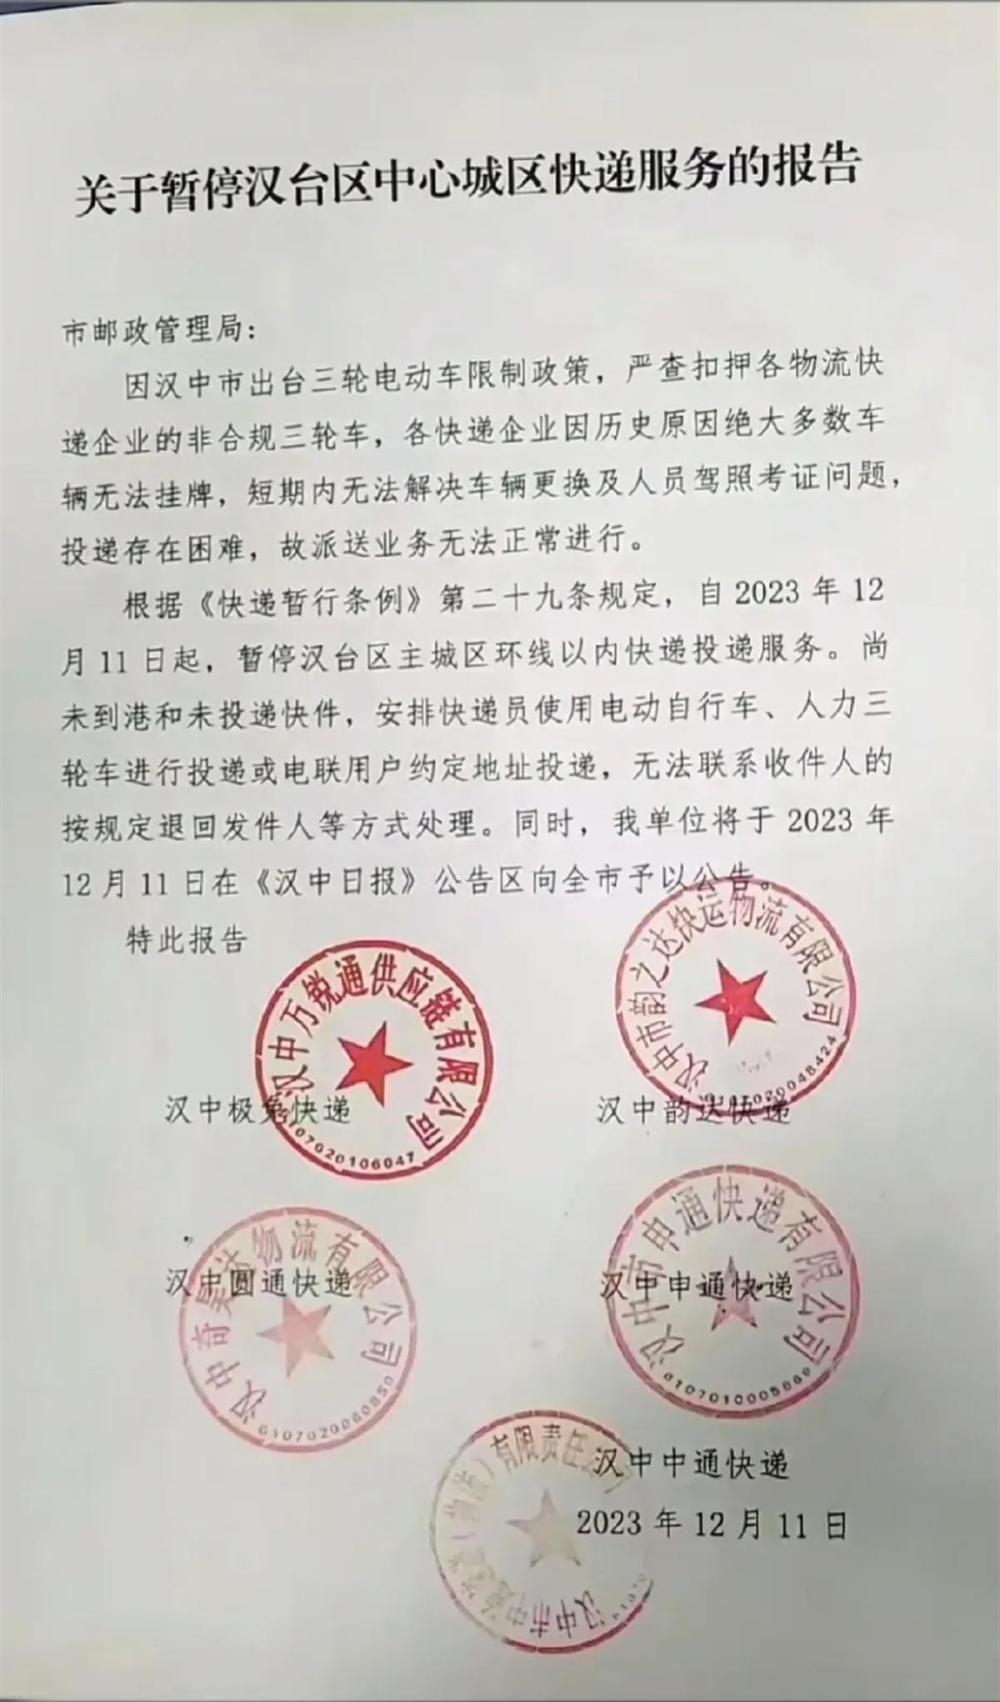 关于暂停汉台区中心城区快递服务的报告
市邮政管理局：
因汉中市出台三轮电动车限制政策，严查扣押各物流快
递企业的非合规三轮车，各快递企业因历史原因绝大多数车
辆无法挂牌，短期内无法解决车辆更换及人员驾照考证问题，
投递存在困难，故派送业务无法正常进行。
根据《快递暂行条例》第二十九条规定，自 2023 年 12
月 11 日起，暂停汉台区主城区环线以内快递投递服务。尚
未到港和未投递快件，安排快递员使用电动自行车、人力三
轮车进行投递或电联用户约定地址投递，无法联系收件人的
按规定退回发件人等方式处理。同时，我单位将于 2023 年
12 月 11 日在《汉中日报》公告区向全市予以公告。
特此报告
汉中万锐通供应链有限公司
汉中市韵之达快运物流有限公司
汉中极兔快递
汉中韵达快递
6107020106047
6107020048424
物流有限公司
汉中市申通快递有限公司
汉中圆通快递
汉中申通快递
6107020060850
汉中中通快递
2023 年 12 月 11 日
有限责任